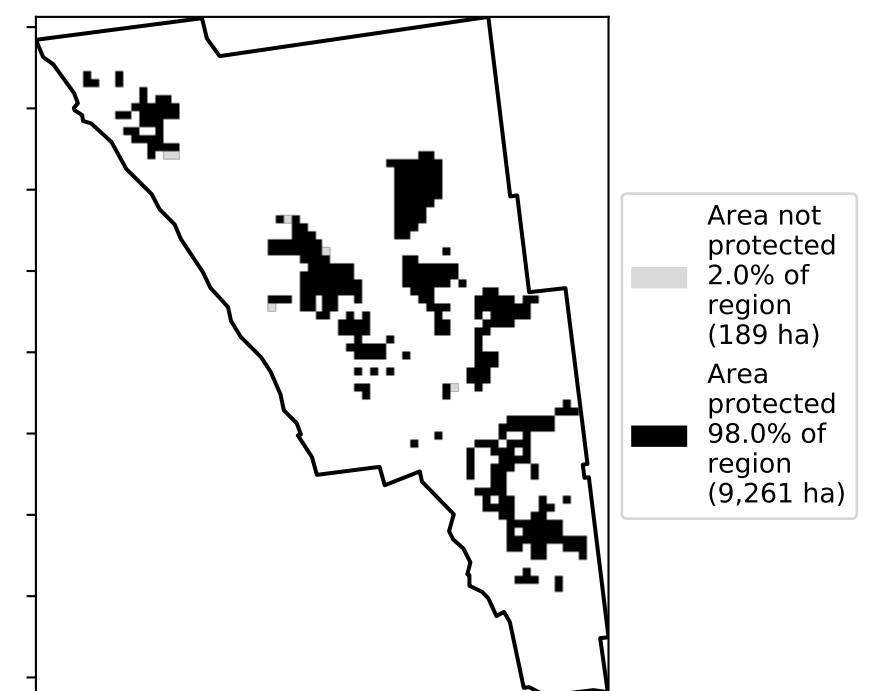 Area not
protected
2.0% of
region
(189 ha)
Area
protected
98.0% of
region
(9,261 ha)